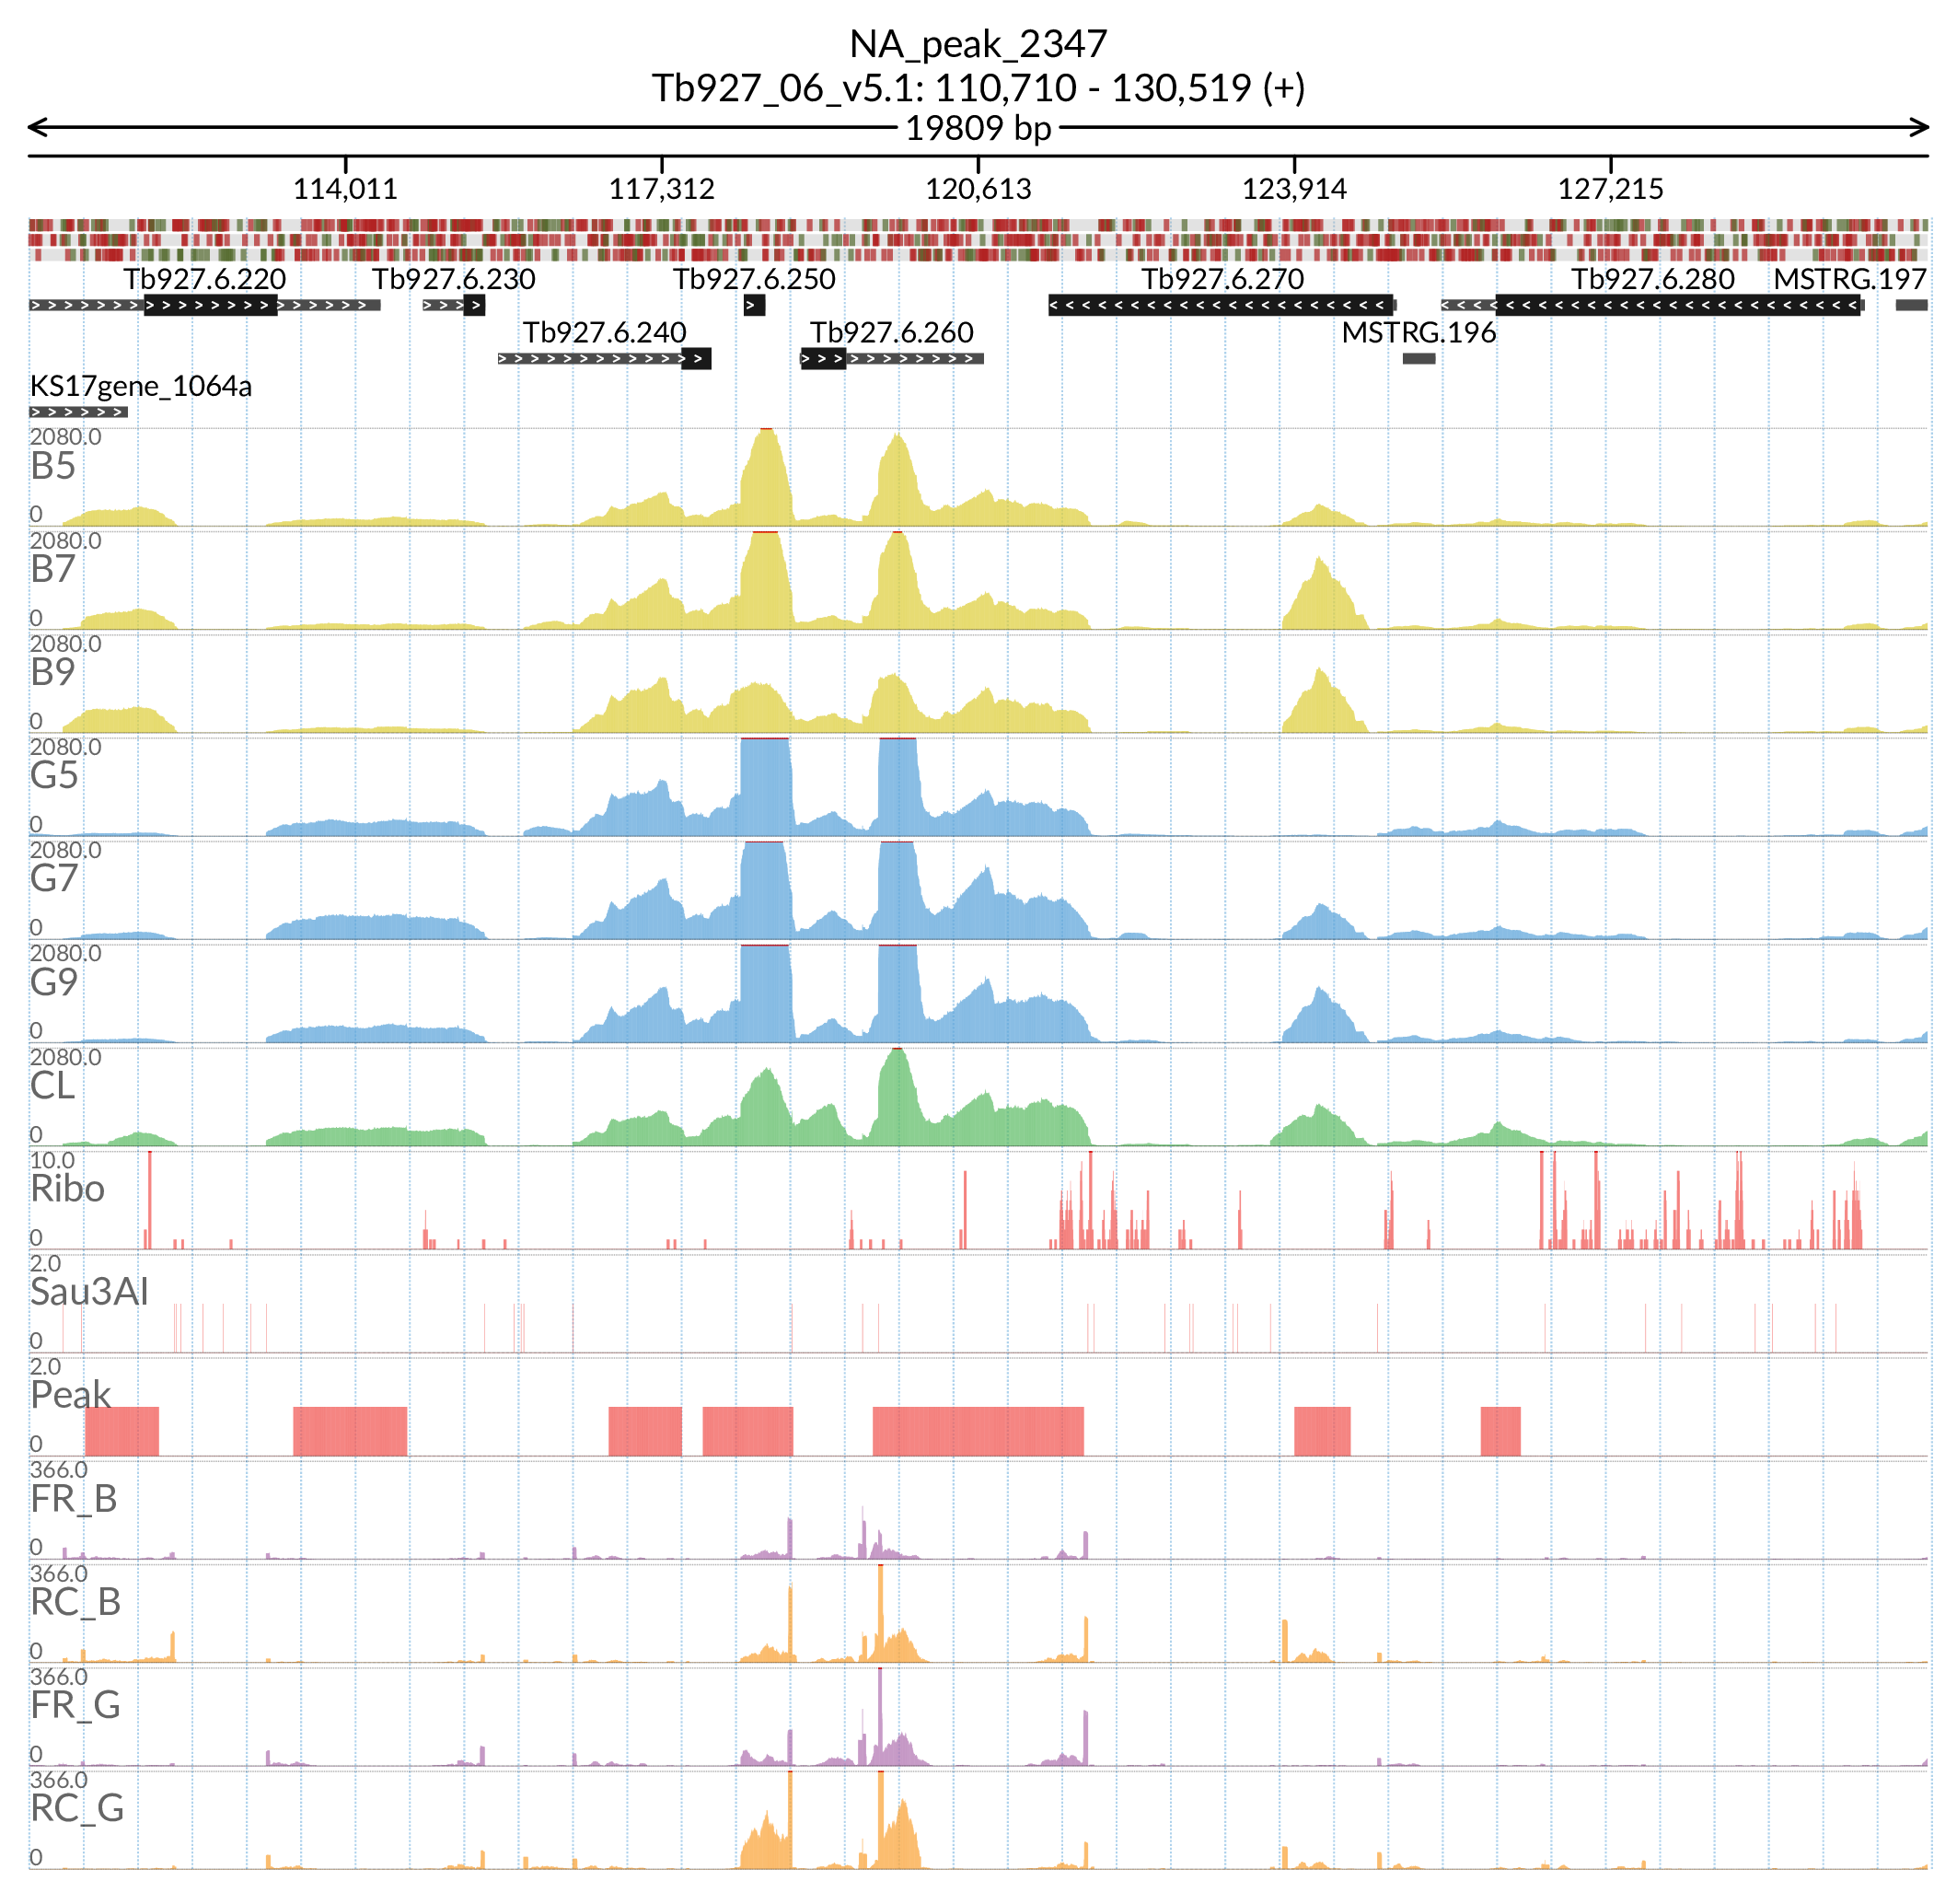 NA_peak_2347
Tb927_06_v5.1: 110,710 - 130,519 (+)
19809 bp
114,011 117,312 120,613 123,914 127,215
Tb927.6.220 Tb927.6.230 Tb927.6.250 Tb927.6.270 Tb927.6.280 MSTRG.197
Tb927.6.240 Tb927.6.260 MSTRG.196
KS17gene_1064a
2080.0
B5
0
2080.0
B7
0
2080.0
B9
0
2080.0
G5
0
2080.0
G7
0
2080.0
G9
0
2080.0
CL
0
10.0
Ribo
0
2.0
Sau3AI
0
2.0
Peak
0
366.0
FR_B
0
366.0
RC_B
0
366.0
FR_G
0
366.0
RC_G
0